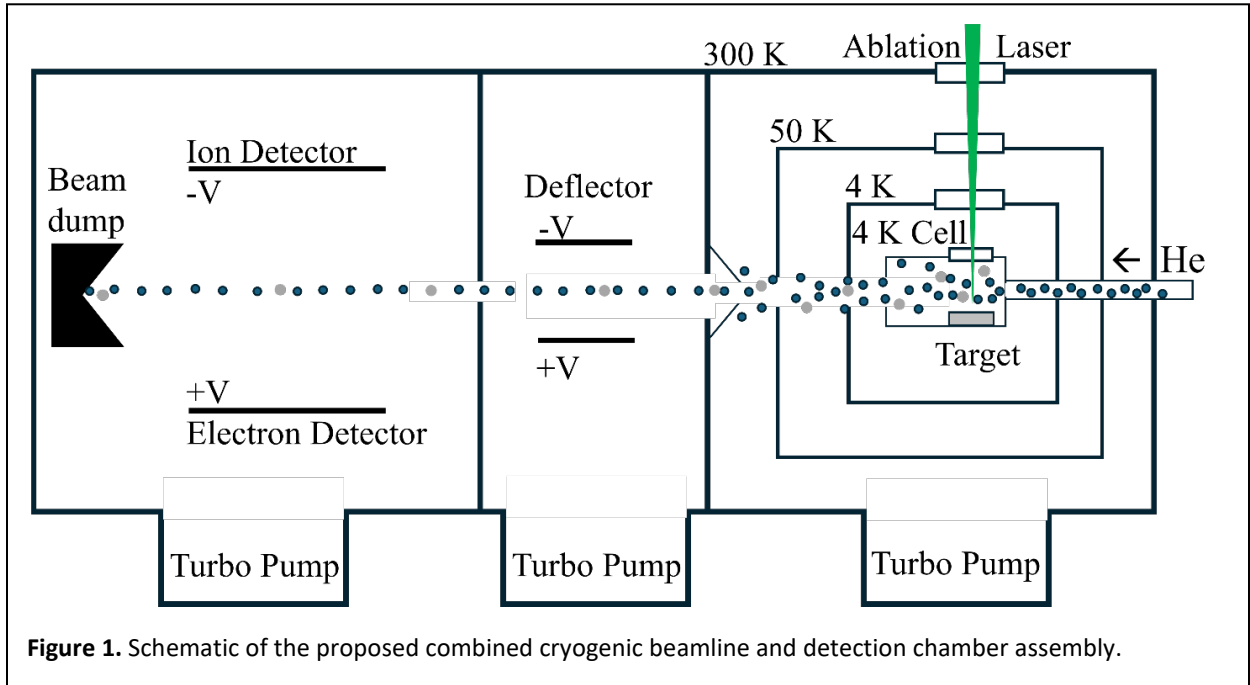 300 K
Ablation Laser
50 K
Ion Detector
-V
Beam
dump
Deflector
-V
4 K
4 K Cell
← He
+V
Target
+V
Electron Detector
Turbo Pump
Turbo Pump
Turbo Pump
Figure 1. Schematic of the proposed combined cryogenic beamline and detection chamber assembly.